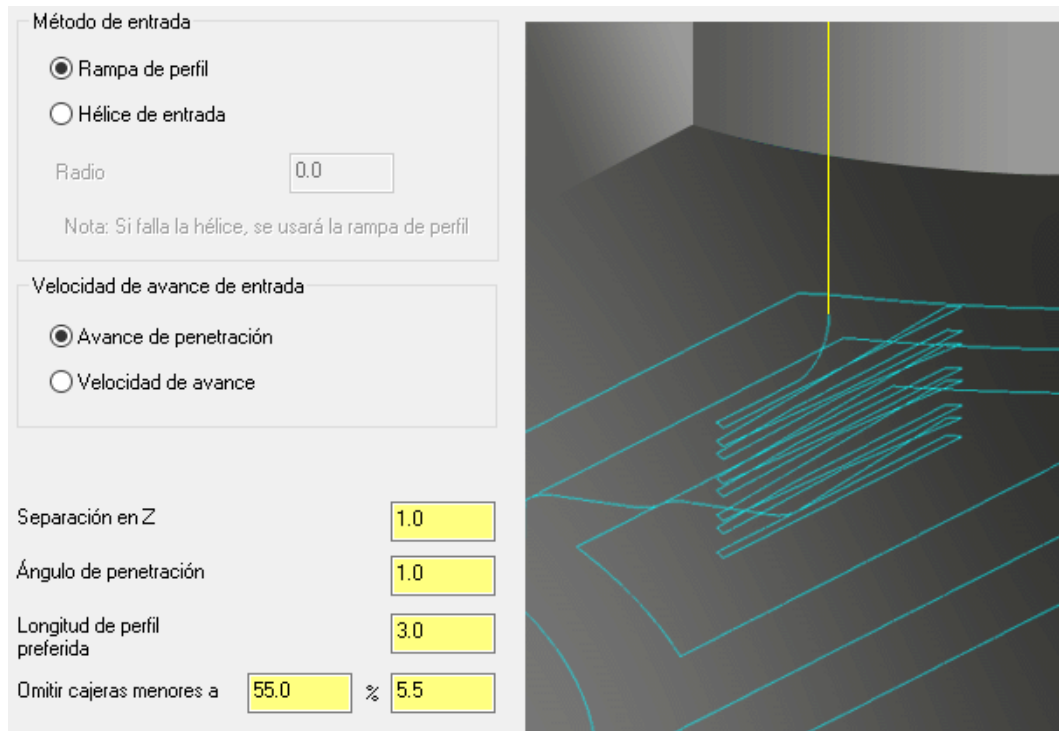 Método de entrada
Rampa de perfil
Hélice de entrada
Radio 0.0
Nota: Si falla la hélice, se usará la rampa de perfil
Velocidad de avance de entrada
Avance de penetración
Velocidad de avance
Separación en Z 1.0
Ángulo de penetración 1.0
Longitud de perfil
preferida 3.0
Omitir cajeras menores a 55.0 % 5.5